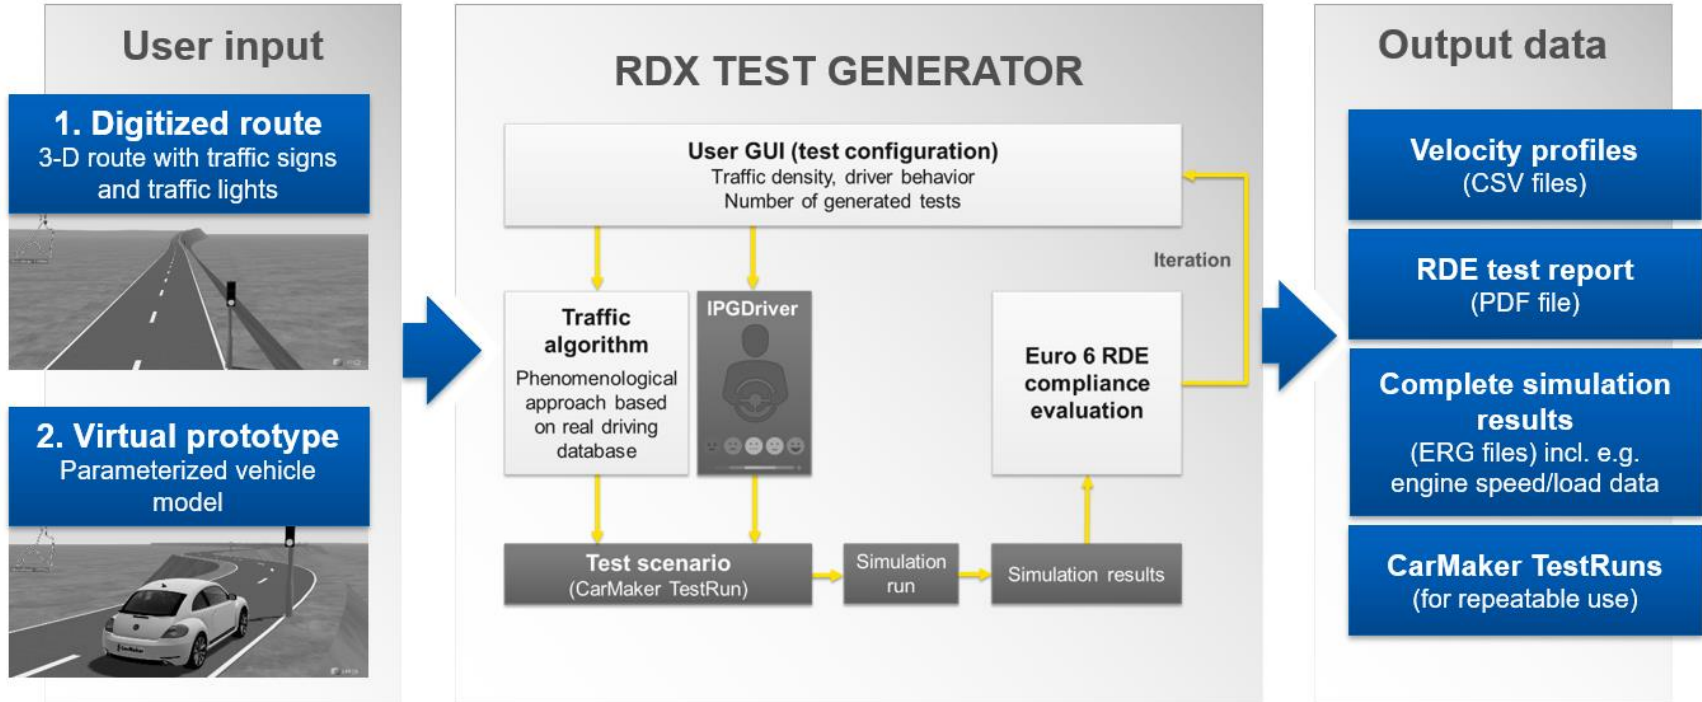 User input
1. Digitized route
3-D route with traffic signs
and traffic lights
2. Virtual prototype
Parameterized vehicle
model
CarMaker
RDX TEST GENERATOR
User GUI (test configuration)
Traffic density, driver behavior
Number of generated tests
Iteration
Traffic
algorithm
Phenomenological
approach based
on real driving
database
IPGDriver
Euro 6 RDE
compliance
evaluation
Test scenario
(CarMaker TestRun)
Simulation
run
Simulation results
Output data
Velocity profiles
(CSV files)
RDE test report
(PDF file)
Complete simulation
results
(ERG files) incl. e.g.
engine speed/load data
CarMaker TestRuns
(for repeatable use)